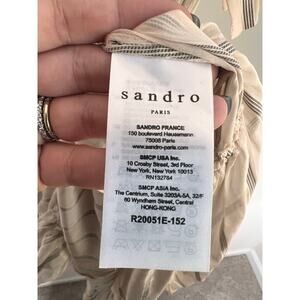 sandro
PARIS
SANDRO FRANCE
150 boulevard Haussmann
75008 Paris
www.sandro-paris.com
SMCP USA Inc.
10 Crosby Street, 3rd Floor
New York, New York, 10013
RN132784
SMCP ASIA Inc.
The Centrium, Suite 3203A-5A, 32/F
60 Wyndham Street, Central
HONG-KONG
R20051E-152